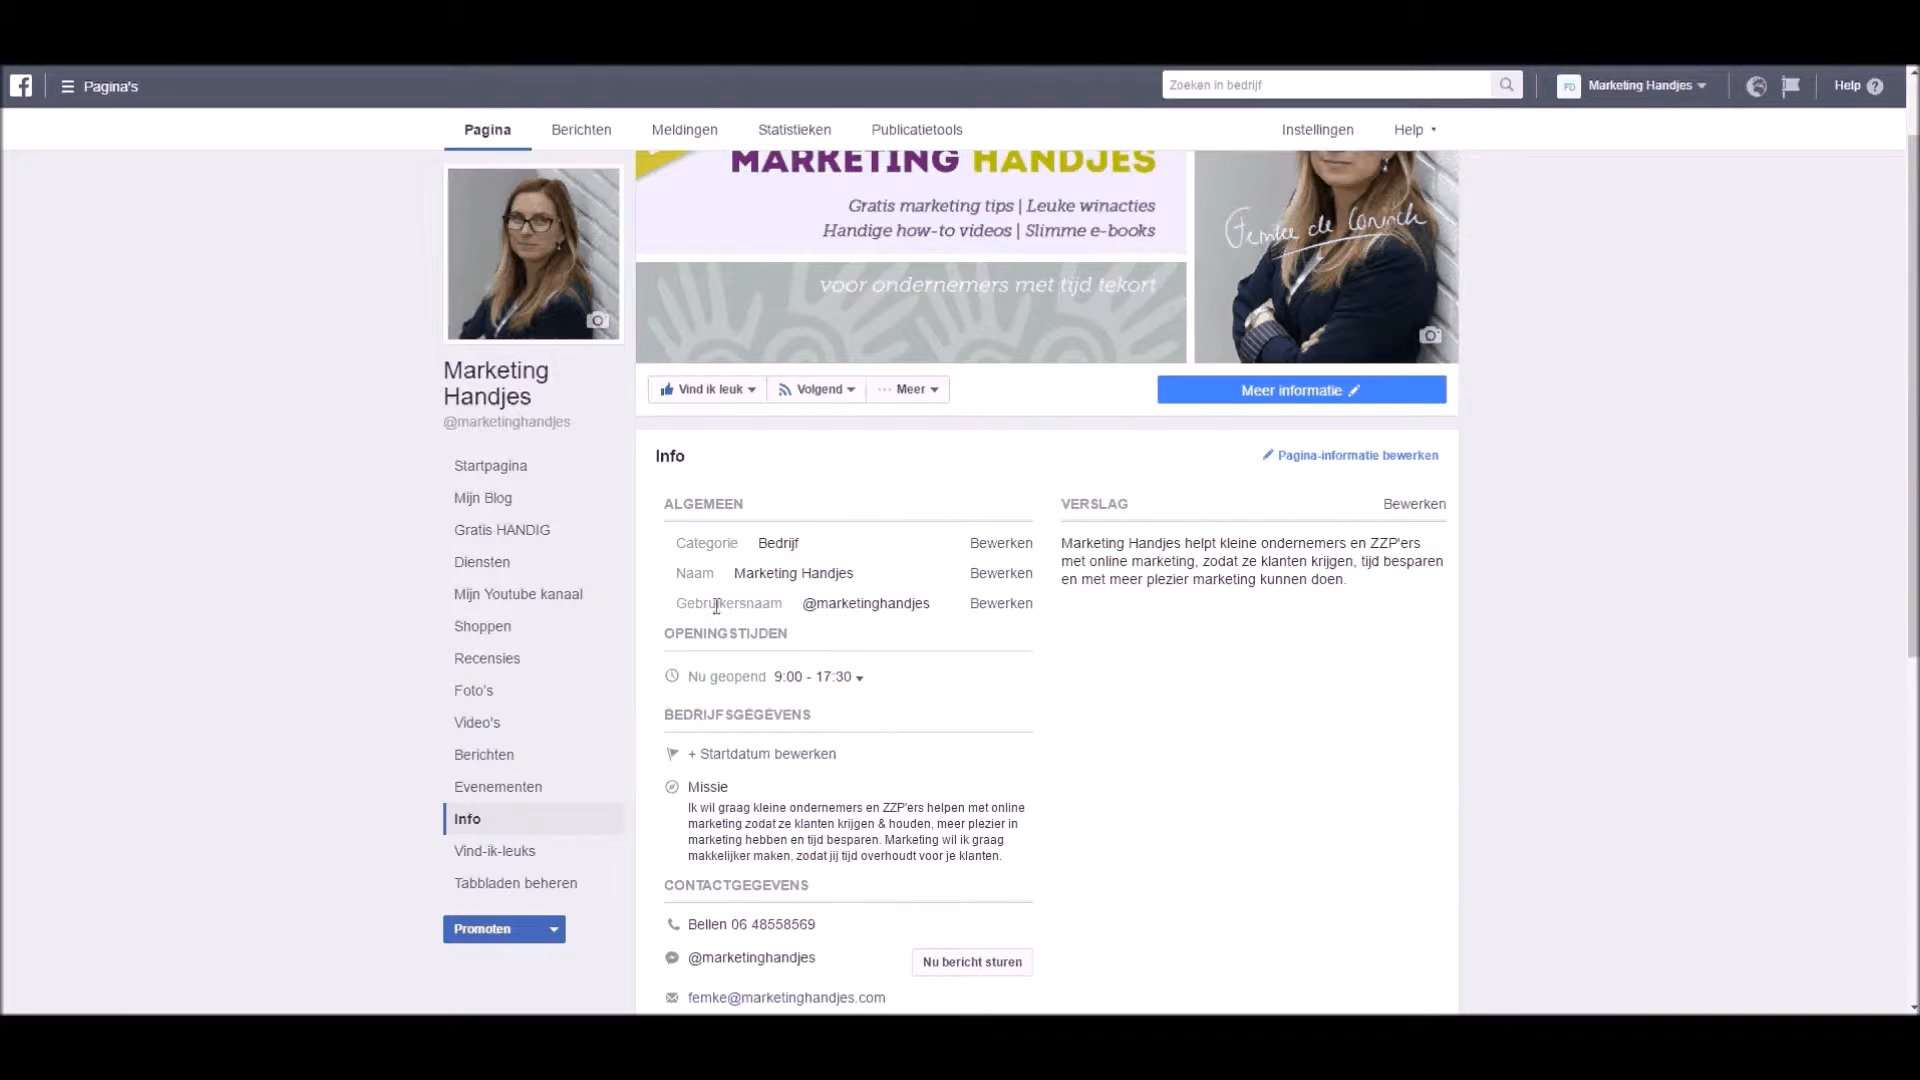 Pagina's
Zoeken in bedrijf
FD
Marketing Handjes
Help
Pagina
Berichten
Meldingen
Statistieken
Publicatietools
Instellingen
Help
MARKETING HANDJES
Gratis marketing tips | Leuke winacties
Handige how-to videos | Slimme e-books
voor ondernemers met tijd tekort
Marketing
Handjes
@marketinghandjes
Vind ik leuk
Volgend
Meer
Meer informatie
Startpagina
Mijn Blog
Gratis HANDIG
Diensten
Mijn Youtube kanaal
Shoppen
Recensies
Foto's
Video's
Berichten
Evenementen
Info
Vind-ik-leuks
Tabbladen beheren
Promoten
Info
Pagina-informatie bewerken
ALGEMEEN
Categorie Bedrijf Bewerken
Naam Marketing Handjes Bewerken
Gebruikersnaam @marketinghandjes Bewerken
OPENINGSTIJDEN
Nu geopend 9:00 - 17:30
BEDRIJFSGEGEVENS
+ Startdatum bewerken
Missie
Ik wil graag kleine ondernemers en ZZP'ers helpen met online
marketing zodat ze klanten krijgen & houden, meer plezier in
marketing hebben en tijd besparen. Marketing wil ik graag
makkelijker maken, zodat jij tijd overhoudt voor je klanten.
CONTACTGEGEVENS
Bellen 06 48558569
@marketinghandjes
Nu bericht sturen
femke@marketinghandjes.com
VERSLAG Bewerken
Marketing Handjes helpt kleine ondernemers en ZZP'ers
met online marketing, zodat ze klanten krijgen, tijd besparen
en met meer plezier marketing kunnen doen.